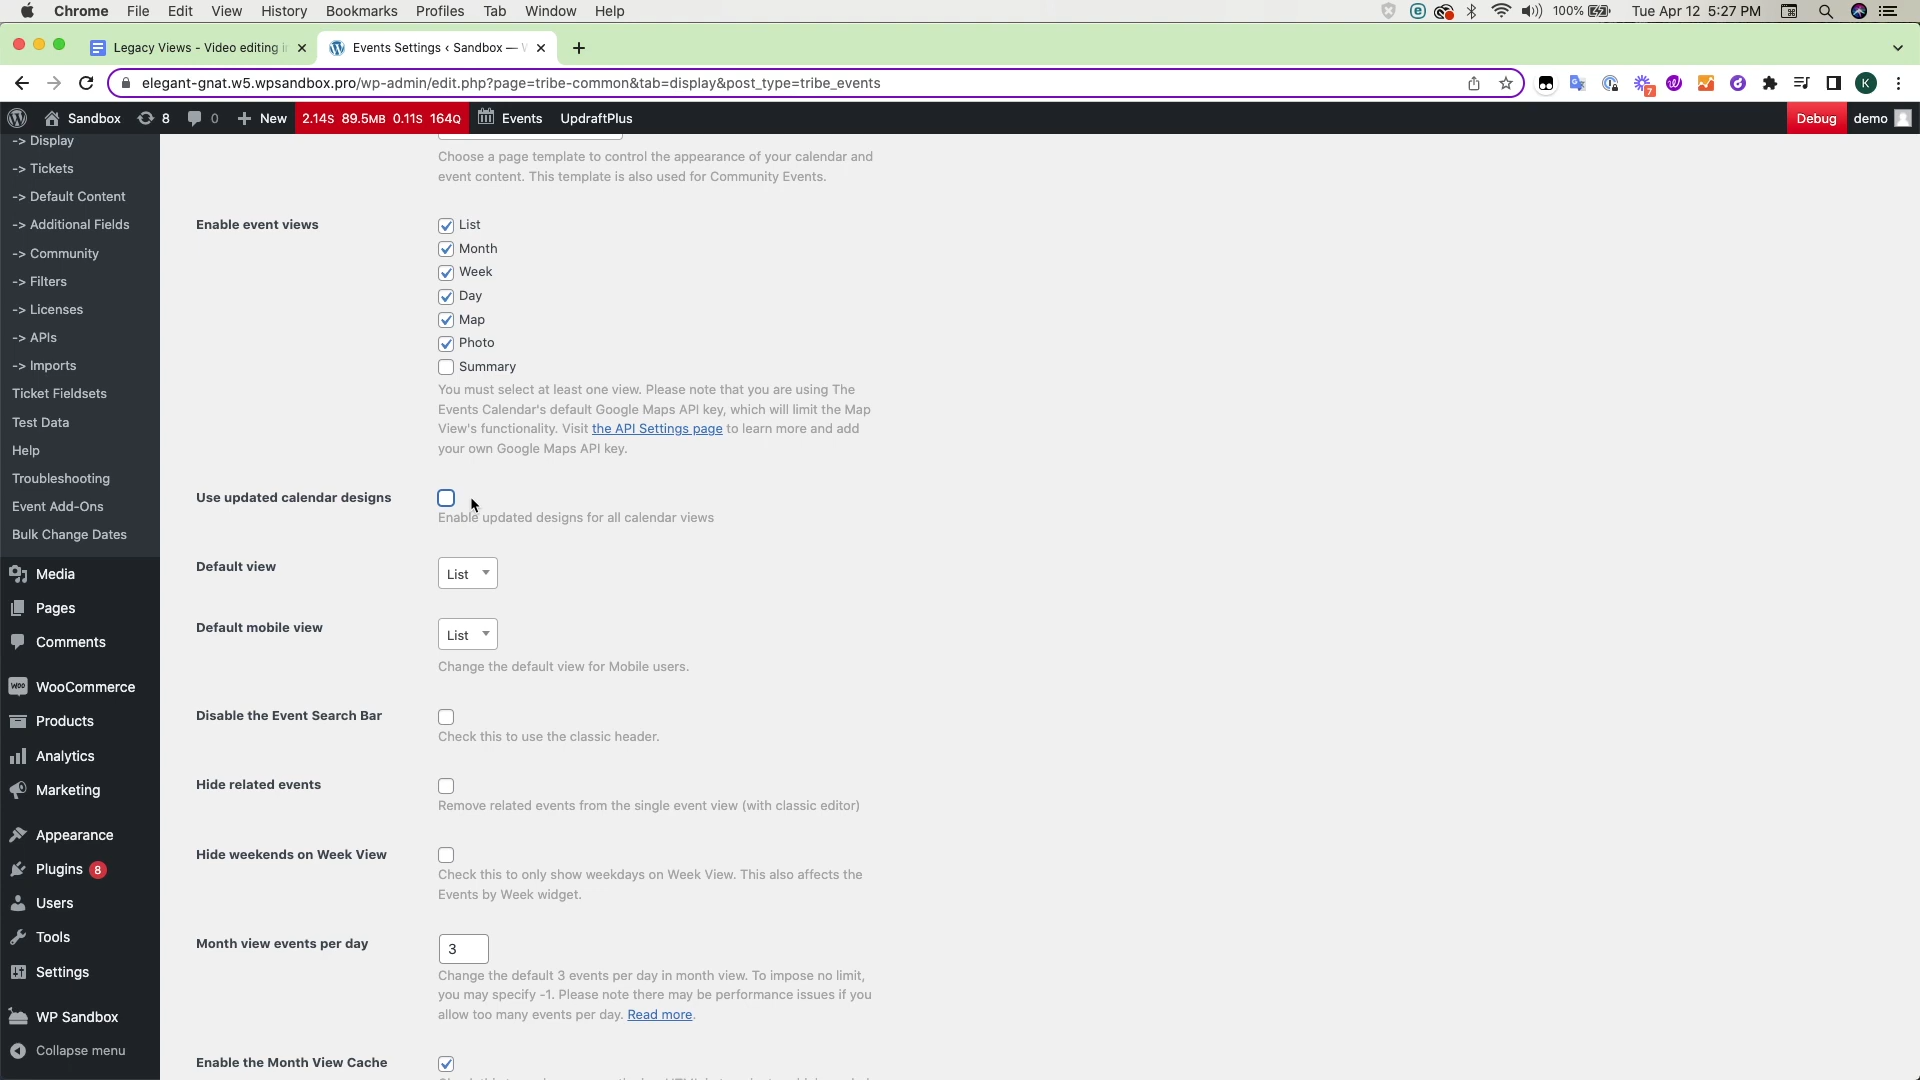 Chrome File Edit View History Bookmarks Profiles Tab Window Help
100% Tue Apr 12 5:27 PM
Legacy Views - Video editing i
Events Settings ‹ Sandbox — W
elegant-gnat.w5.wpsandbox.pro/wp-admin/edit.php?page=tribe-common&tab=display&post_type=tribe_events
7
K
Sandbox 8 0 New 2.14S 89.5MB 0.11S 164Q Events UpdraftPlus Debug demo
-> Display
-> Tickets
-> Default Content
-> Additional Fields
-> Community
-> Filters
-> Licenses
-> APIs
-> Imports
Ticket Fieldsets
Test Data
Help
Troubleshooting
Event Add-Ons
Bulk Change Dates
Media
Pages
Comments
WooCommerce
Products
Analytics
Marketing
Appearance
Plugins 8
Users
Tools
Settings
WP Sandbox
Collapse menu
Choose a page template to control the appearance of your calendar and
event content. This template is also used for Community Events.
Enable event views
List
Month
Week
Day
Map
Photo
Summary
You must select at least one view. Please note that you are using The
Events Calendar's default Google Maps API key, which will limit the Map
View's functionality. Visit the API Settings page to learn more and add
your own Google Maps API key.
Use updated calendar designs
Enable updated designs for all calendar views
Default view
List
Default mobile view
List
Change the default view for Mobile users.
Disable the Event Search Bar
Check this to use the classic header.
Hide related events
Remove related events from the single event view (with classic editor)
Hide weekends on Week View
Check this to only show weekdays on Week View. This also affects the
Events by Week widget.
Month view events per day
3
Change the default 3 events per day in month view. To impose no limit,
you may specify -1. Please note there may be performance issues if you
allow too many events per day. Read more.
Enable the Month View Cache